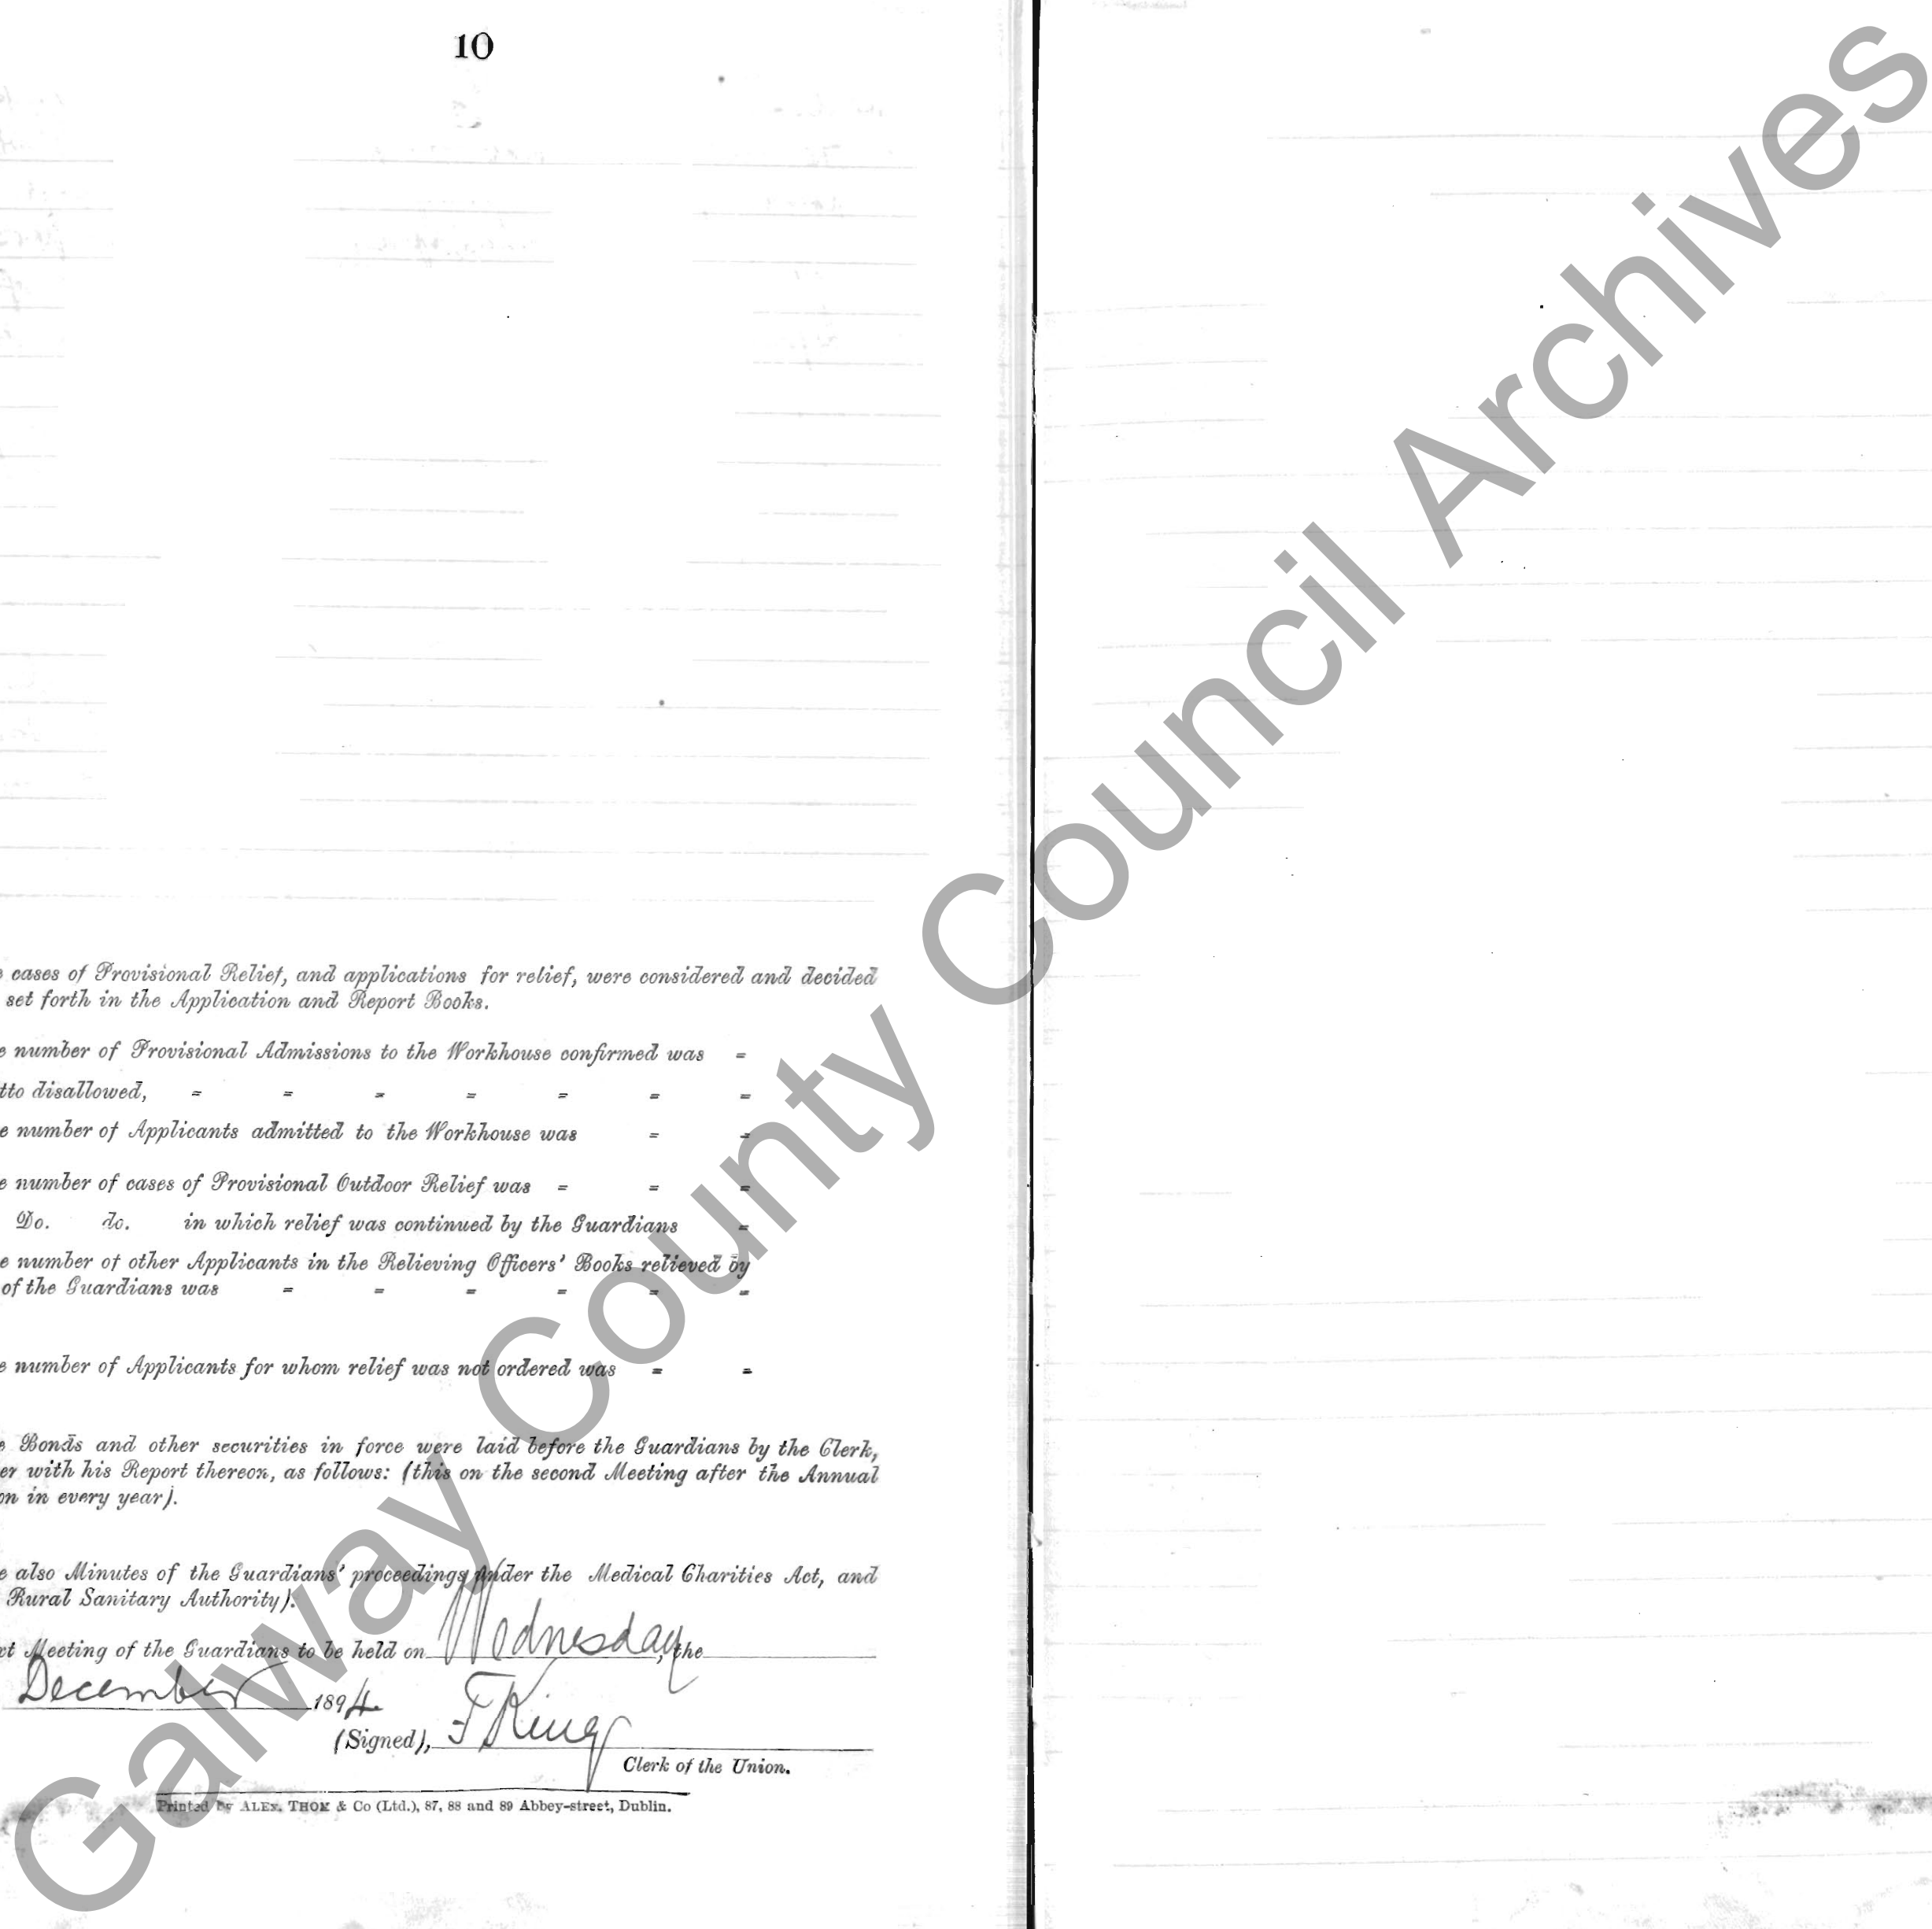 10
cases of Provisional Relief, and applications for relief, were considered and decided
set forth in the Application and Report Books.
number of Provisional Admissions to the Workhouse confirmed was =
tto disallowed, = = = = = = =
number of Applicants admitted to the Workhouse was = =
number of cases of Provisional Outdoor Relief was = = =
Do. do. in which relief was continued by the Guardians =
number of other Applicants in the Relieving Officers' Books relieved by
of the Guardians was = = = = = =
number of Applicants for whom relief was not ordered was = =
Bonds and other securities in force were laid before the Guardians by the Clerk,
er with his Report thereon, as follows: (this on the second Meeting after the Annual
on in every year).
also Minutes of the Guardians' proceedings under the Medical Charities Act, and
Rural Sanitary Authority).
xt Meeting of the Guardians to be held on Wednesday, the
December 1894
(Signed), F King
Clerk of the Union.
Printed by ALEX. THOM & Co (Ltd.), 87, 88 and 89 Abbey-street, Dublin.
Galway County Council Archives